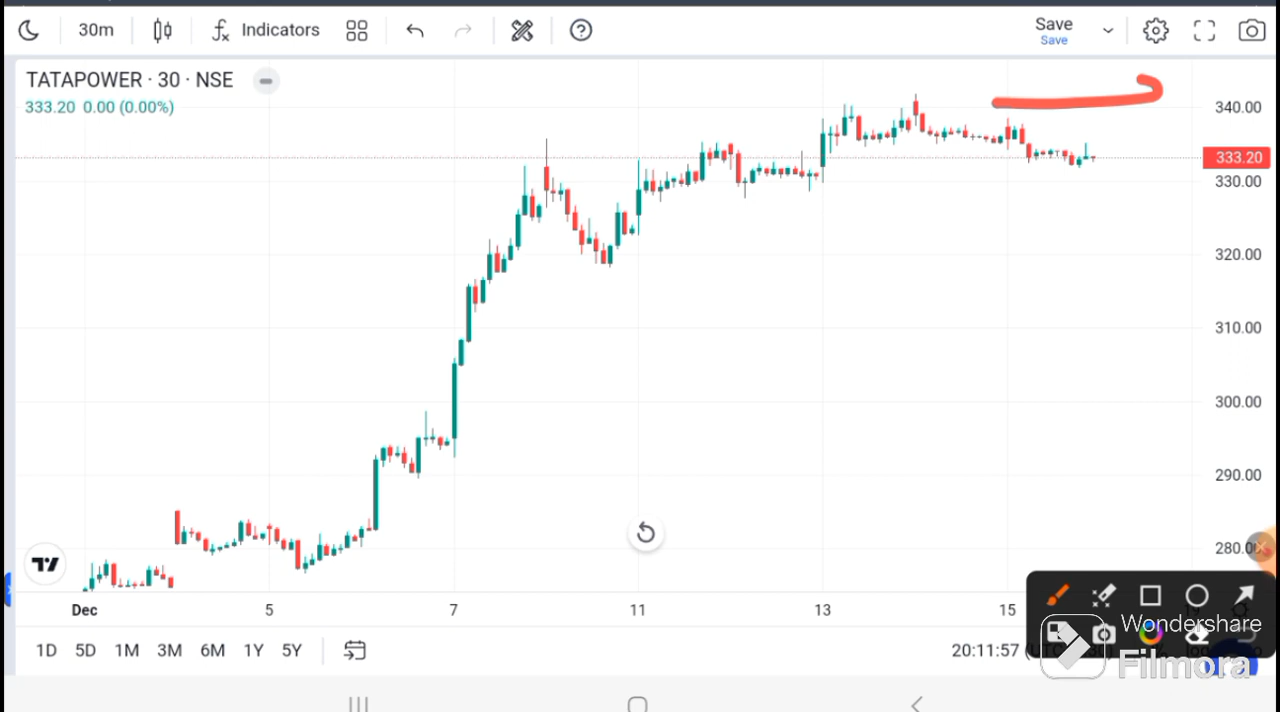 30m Indicators Save
Save
TATAPOWER · 30 · NSE
333.20 0.00 (0.00%)
340.00
333.20
330.00
320.00
310.00
300.00
290.00
280.00
Dec 5 7 11 13 15
1D 5D 1M 3M 6M 1Y 5Y 20:11:57
Wondershare
Filmora